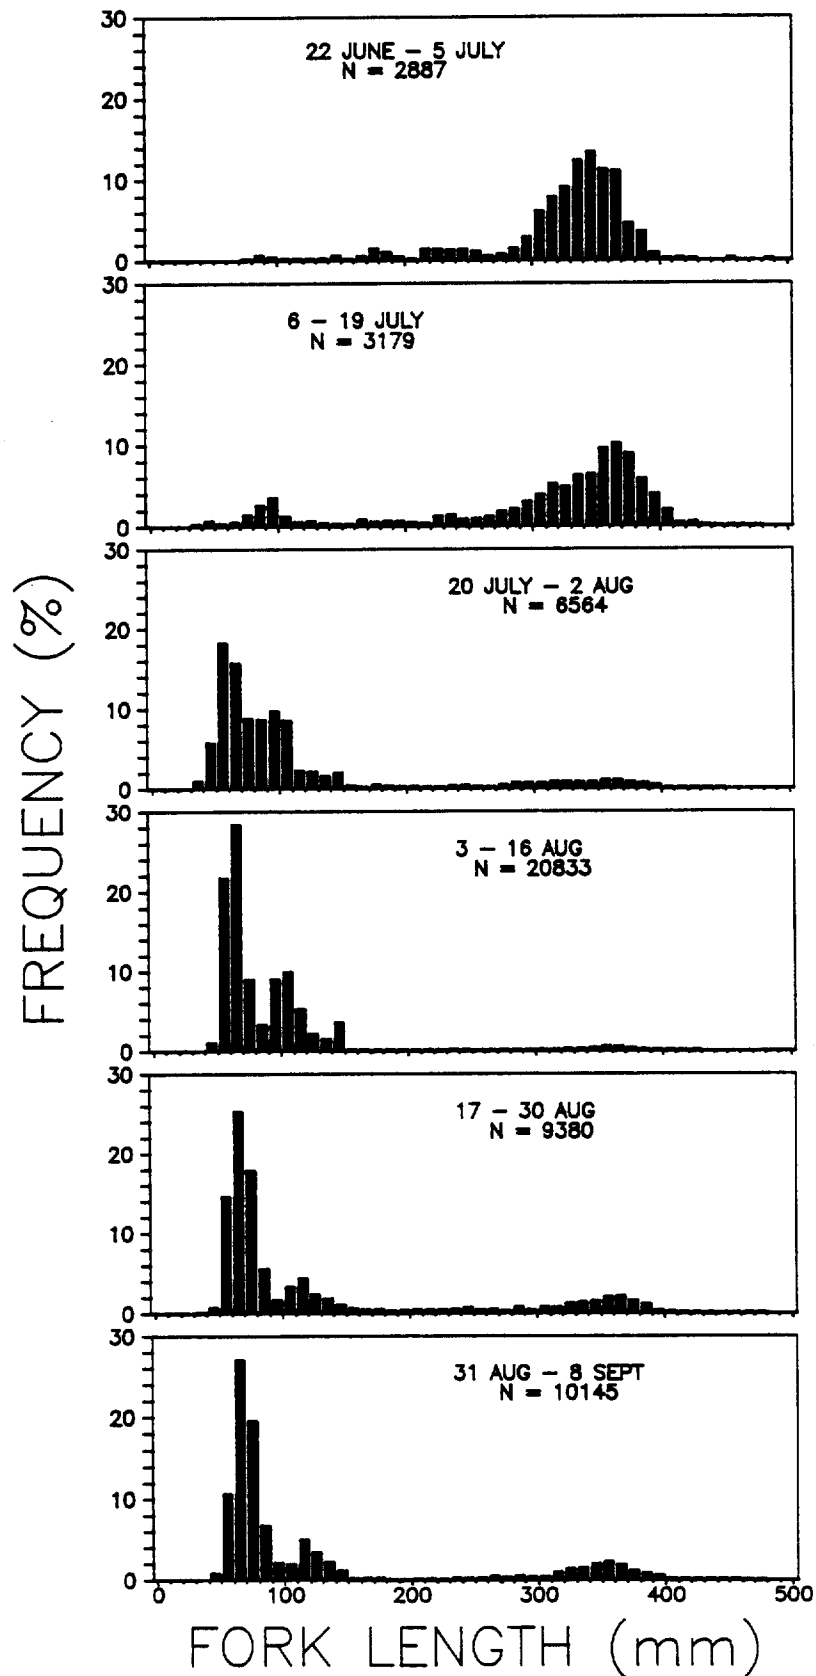 FREQUENCY (%)
30
20
10
0
22 JUNE – 5 JULY
N = 2887
30
20
10
0
6 – 19 JULY
N = 3179
30
20
10
0
20 JULY – 2 AUG
N = 6564
30
20
10
0
3 – 16 AUG
N = 20833
30
20
10
0
17 – 30 AUG
N = 9380
30
20
10
0
31 AUG – 8 SEPT
N = 10145
0 100 200 300 400 500
FORK LENGTH (mm)